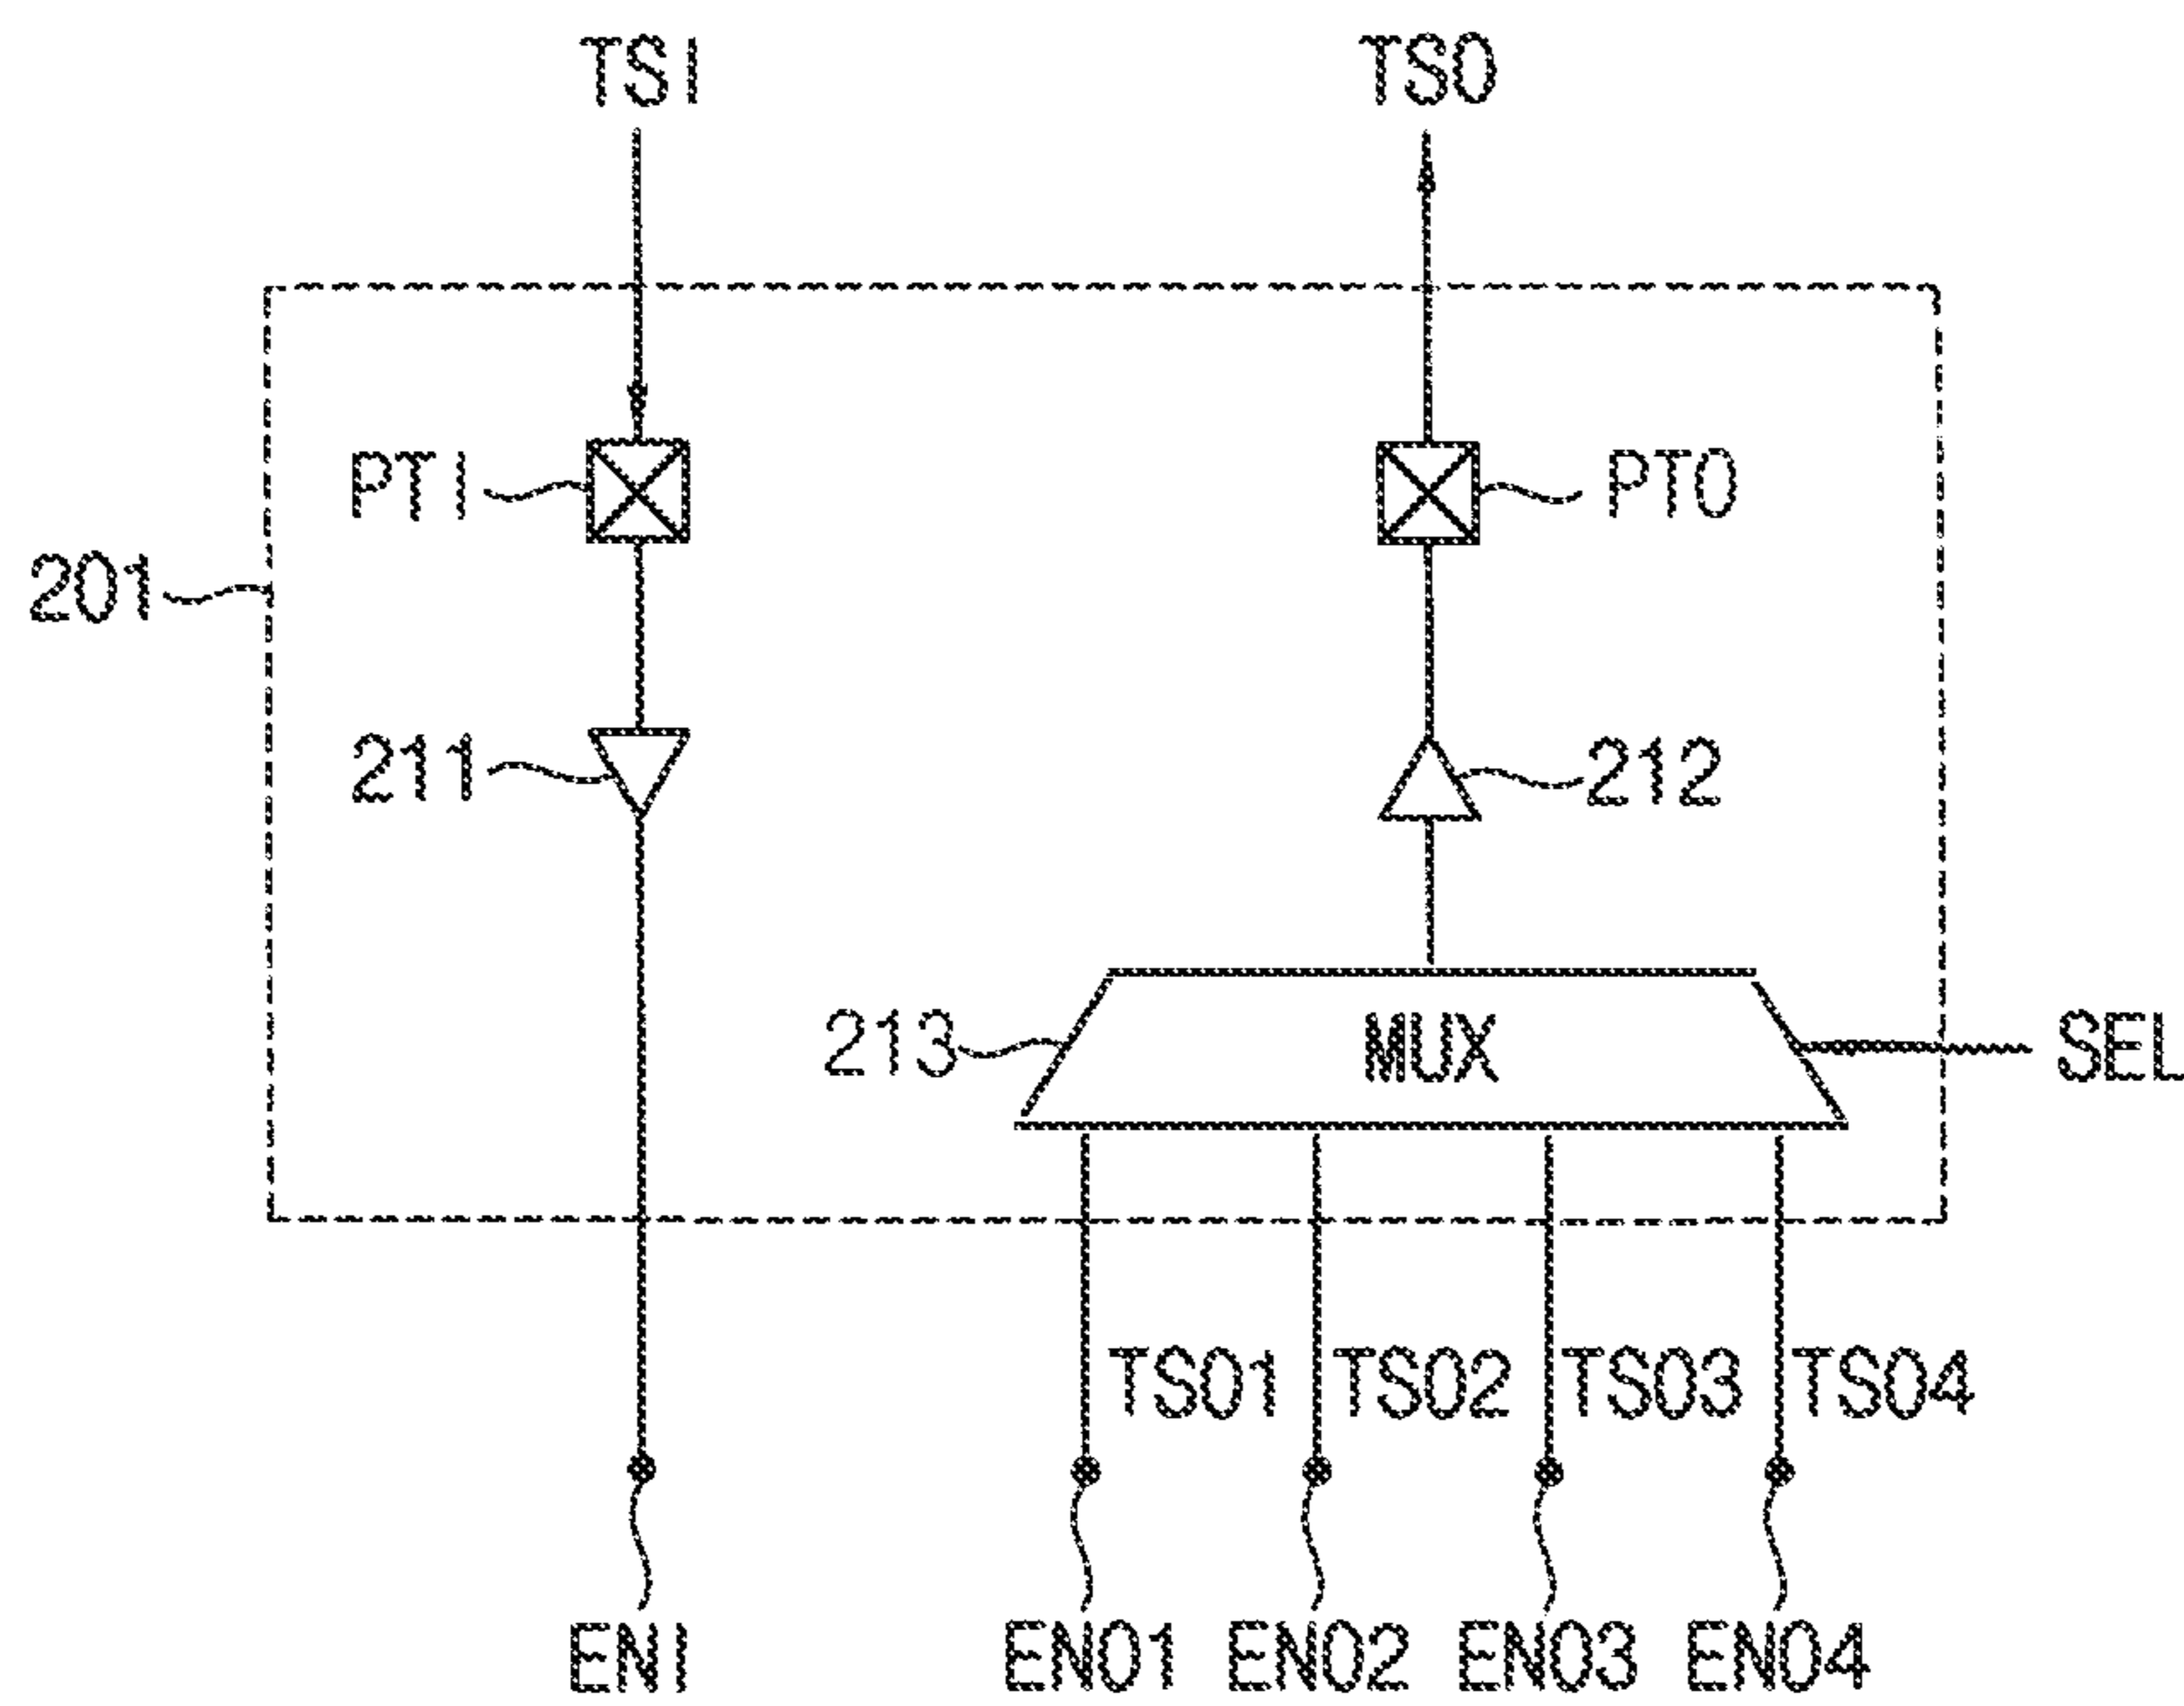 TSI TSO
PTI PTO
201
211 212
213 MUX SEL
TSO1 TSO2 TSO3 TSO4
ENI ENO1 ENO2 ENO3 ENO4